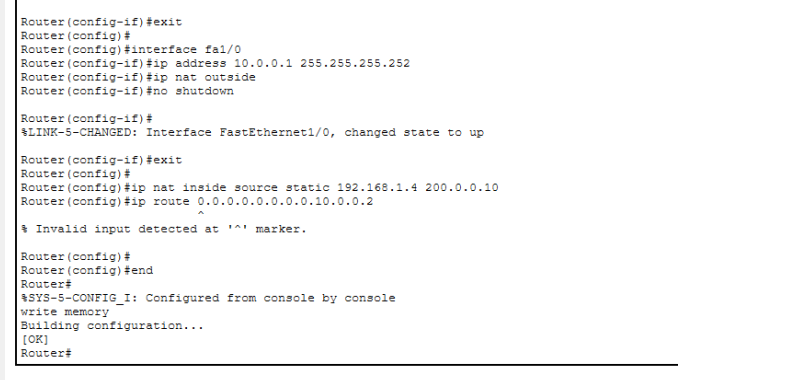 Router(config-if)#exit
Router(config)#
Router(config)#interface fa1/0
Router(config-if)#ip address 10.0.0.1 255.255.255.252
Router(config-if)#ip nat outside
Router(config-if)#no shutdown
Router(config-if)#
%LINK-5-CHANGED: Interface FastEthernet1/0, changed state to up
Router(config-if)#exit
Router(config)#
Router(config)#ip nat inside source static 192.168.1.4 200.0.0.10
Router(config)#ip route 0.0.0.0.0.0.0.0.10.0.0.2
^
% Invalid input detected at '^' marker.
Router(config)#
Router(config)#end
Router#
%SYS-5-CONFIG_I: Configured from console by console
write memory
Building configuration...
[OK]
Router#